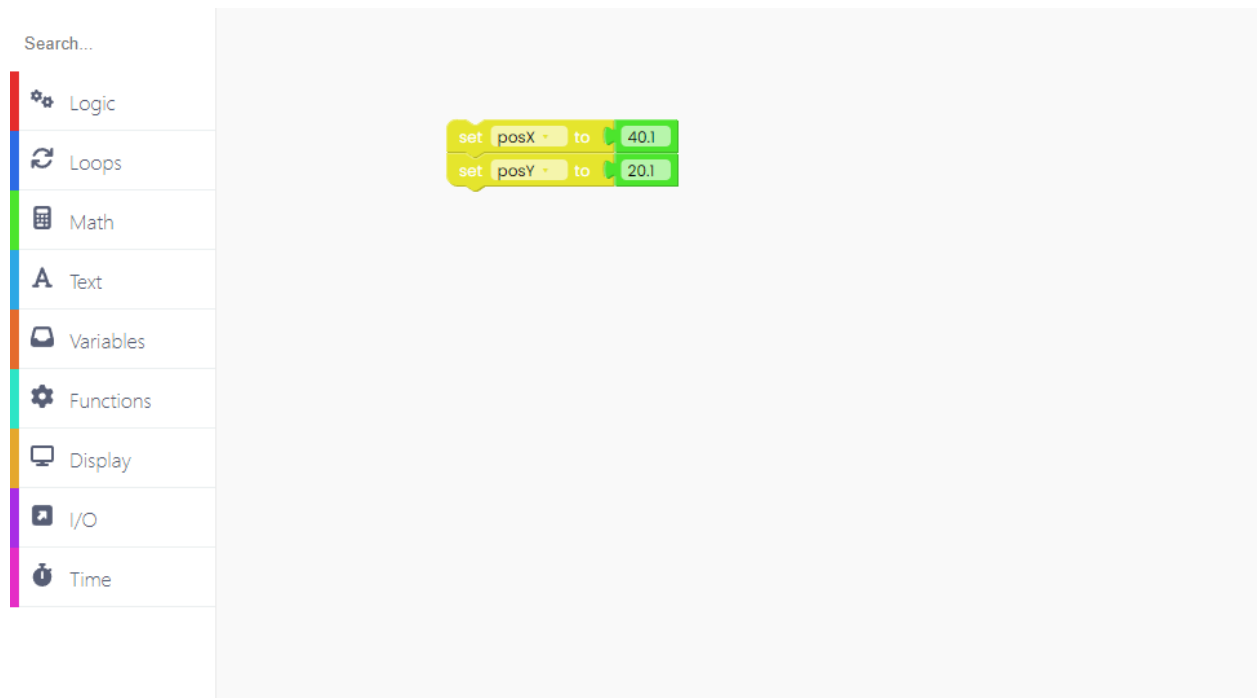 Search...
Logic
Loops
Math
Text
Variables
Functions
Display
I/O
Time
set posX to 40.1
set posY to 20.1